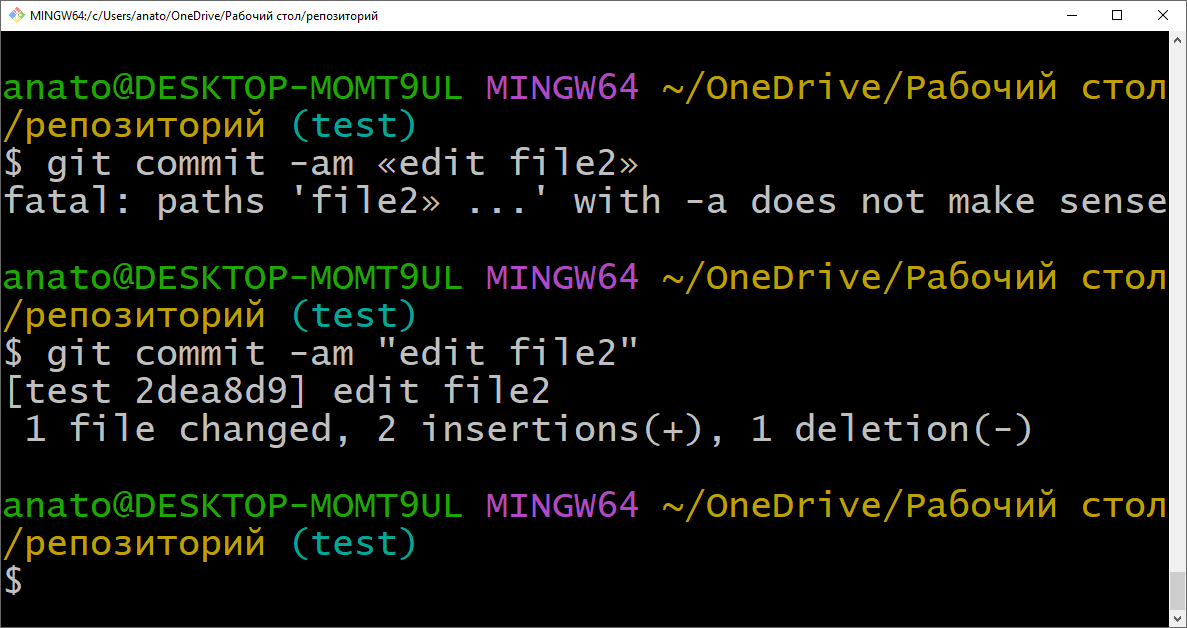 MINGW64:/c/Users/anato/OneDrive/Рабочий стол/репозиторий
anato@DESKTOP-MOMT9UL MINGW64 ~/OneDrive/Рабочий стол
/репозиторий (test)
$ git commit -am «edit file2»
fatal: paths 'file2» ...' with -a does not make sense
anato@DESKTOP-MOMT9UL MINGW64 ~/OneDrive/Рабочий стол
/репозиторий (test)
$ git commit -am "edit file2"
[test 2dea8d9] edit file2
 1 file changed, 2 insertions(+), 1 deletion(-)
anato@DESKTOP-MOMT9UL MINGW64 ~/OneDrive/Рабочий стол
/репозиторий (test)
$